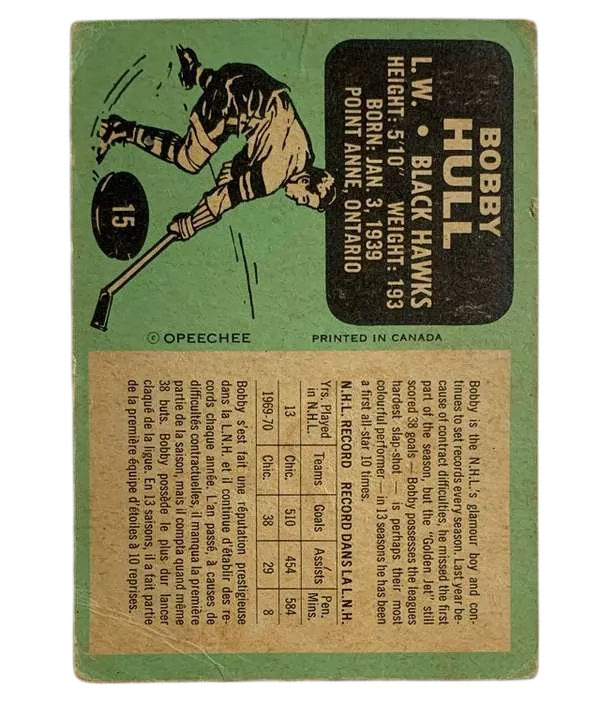 BOBBY
HULL
L. W. • BLACK HAWKS
HEIGHT: 5'10" WEIGHT: 193
BORN: JAN. 3, 1939
POINT ANNE, ONTARIO
15
© OPEECHEE
PRINTED IN CANADA
Bobby is the N.H.L.'s glamour boy and con-
tinues to set records every season. Last year be-
cause of contract difficulties, he missed the first
part of the season, but the "Golden Jet" still
scored 38 goals — Bobby possesses the leagues
hardest slap-shot — is perhaps their most
colourful performer — in 13 seasons he has been
a first all-star 10 times.
N.H.L. RECORD RECORD DANS LA L.N.H.
Yrs. Played in N.H.L. Teams Goals Assists Pen. Mins.
13 Chic. 510 454 584
1969-70 Chic. 38 29 8
Bobby s'est fait une réputation prestigieuse
dans la L.N.H. et il continue d'établir des re-
cords chaque année. L'an passé, à causes de
difficultés contractuelles, il manqua la première
partie de la saison, mais il compta quand même
38 buts. Bobby possède le plus dur lancer
claqué de la ligue. En 13 saisons, il a fait partie
de la première équipe d'étoiles à 10 reprises.